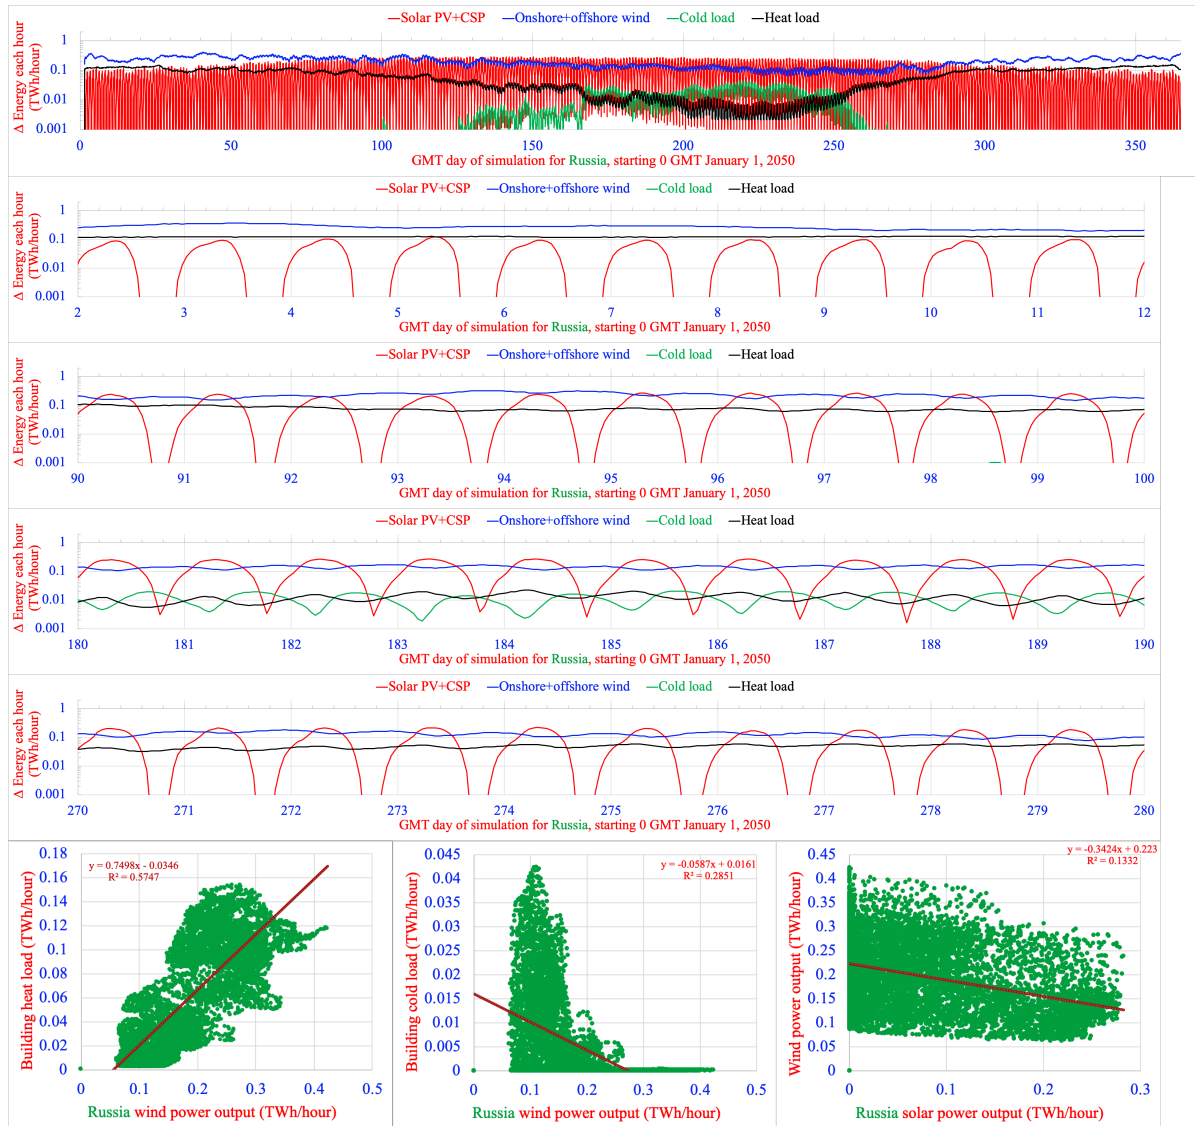 —Solar PV+CSP —Onshore+offshore wind —Cold load —Heat load
Δ Energy each hour
(TWh/hour)
1
0.1
0.01
0.001
0 50 100 150 200 250 300 350
GMT day of simulation for Russia, starting 0 GMT January 1, 2050
—Solar PV+CSP —Onshore+offshore wind —Cold load —Heat load
Δ Energy each hour
(TWh/hour)
1
0.1
0.01
0.001
2 3 4 5 6 7 8 9 10 11 12
GMT day of simulation for Russia, starting 0 GMT January 1, 2050
—Solar PV+CSP —Onshore+offshore wind —Cold load —Heat load
Δ Energy each hour
(TWh/hour)
1
0.1
0.01
0.001
90 91 92 93 94 95 96 97 98 99 100
GMT day of simulation for Russia, starting 0 GMT January 1, 2050
—Solar PV+CSP —Onshore+offshore wind —Cold load —Heat load
Δ Energy each hour
(TWh/hour)
1
0.1
0.01
0.001
180 181 182 183 184 185 186 187 188 189 190
GMT day of simulation for Russia, starting 0 GMT January 1, 2050
—Solar PV+CSP —Onshore+offshore wind —Cold load —Heat load
Δ Energy each hour
(TWh/hour)
1
0.1
0.01
0.001
270 271 272 273 274 275 276 277 278 279 280
GMT day of simulation for Russia, starting 0 GMT January 1, 2050
Building heat load (TWh/hour)
0.18
0.16
0.14
0.12
0.1
0.08
0.06
0.04
0.02
0
y = 0.7498x - 0.0346
R² = 0.5747
0 0.1 0.2 0.3 0.4 0.5
Russia wind power output (TWh/hour)
Building cold load (TWh/hour)
0.045
0.04
0.035
0.03
0.025
0.02
0.015
0.01
0.005
0
y = -0.0587x + 0.0161
R² = 0.2851
0 0.1 0.2 0.3 0.4 0.5
Russia wind power output (TWh/hour)
Wind power output (TWh/hour)
0.45
0.4
0.35
0.3
0.25
0.2
0.15
0.1
0.05
0
y = -0.3424x + 0.223
R² = 0.1332
0 0.1 0.2 0.3
Russia solar power output (TWh/hour)